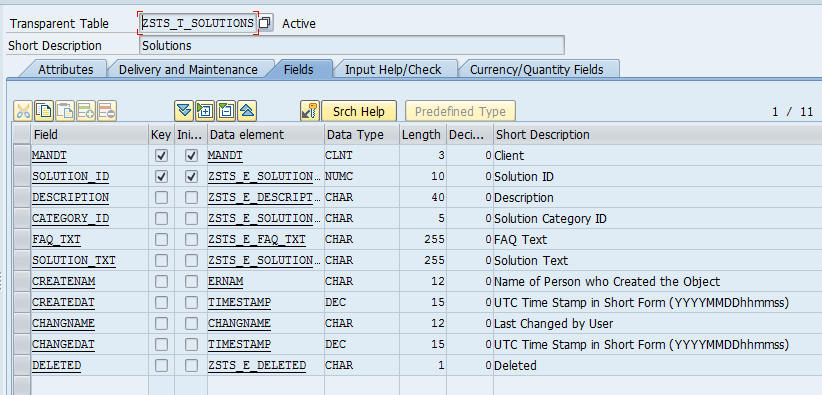 Transparent Table ZSTS_T_SOLUTIONS Active
Short Description Solutions
Attributes Delivery and Maintenance Fields Input Help/Check Currency/Quantity Fields
Srch Help Predefined Type 1 / 11
Field Key Ini... Data element Data Type Length Deci... Short Description
MANDT MANDT CLNT 3 0 Client
SOLUTION_ID ZSTS_E_SOLUTION... NUMC 10 0 Solution ID
DESCRIPTION ZSTS_E_DESCRIPT... CHAR 40 0 Description
CATEGORY_ID ZSTS_E_SOLUTION... CHAR 5 0 Solution Category ID
FAQ_TXT ZSTS_E_FAQ_TXT CHAR 255 0 FAQ Text
SOLUTION_TXT ZSTS_E_SOLUTION... CHAR 255 0 Solution Text
CREATENAM ERNAM CHAR 12 0 Name of Person who Created the Object
CREATEDAT TIMESTAMP DEC 15 0 UTC Time Stamp in Short Form (YYYYMMDDhhmmss)
CHANGNAME CHANGNAME CHAR 12 0 Last Changed by User
CHANGEDAT TIMESTAMP DEC 15 0 UTC Time Stamp in Short Form (YYYYMMDDhhmmss)
DELETED ZSTS_E_DELETED CHAR 1 0 Deleted